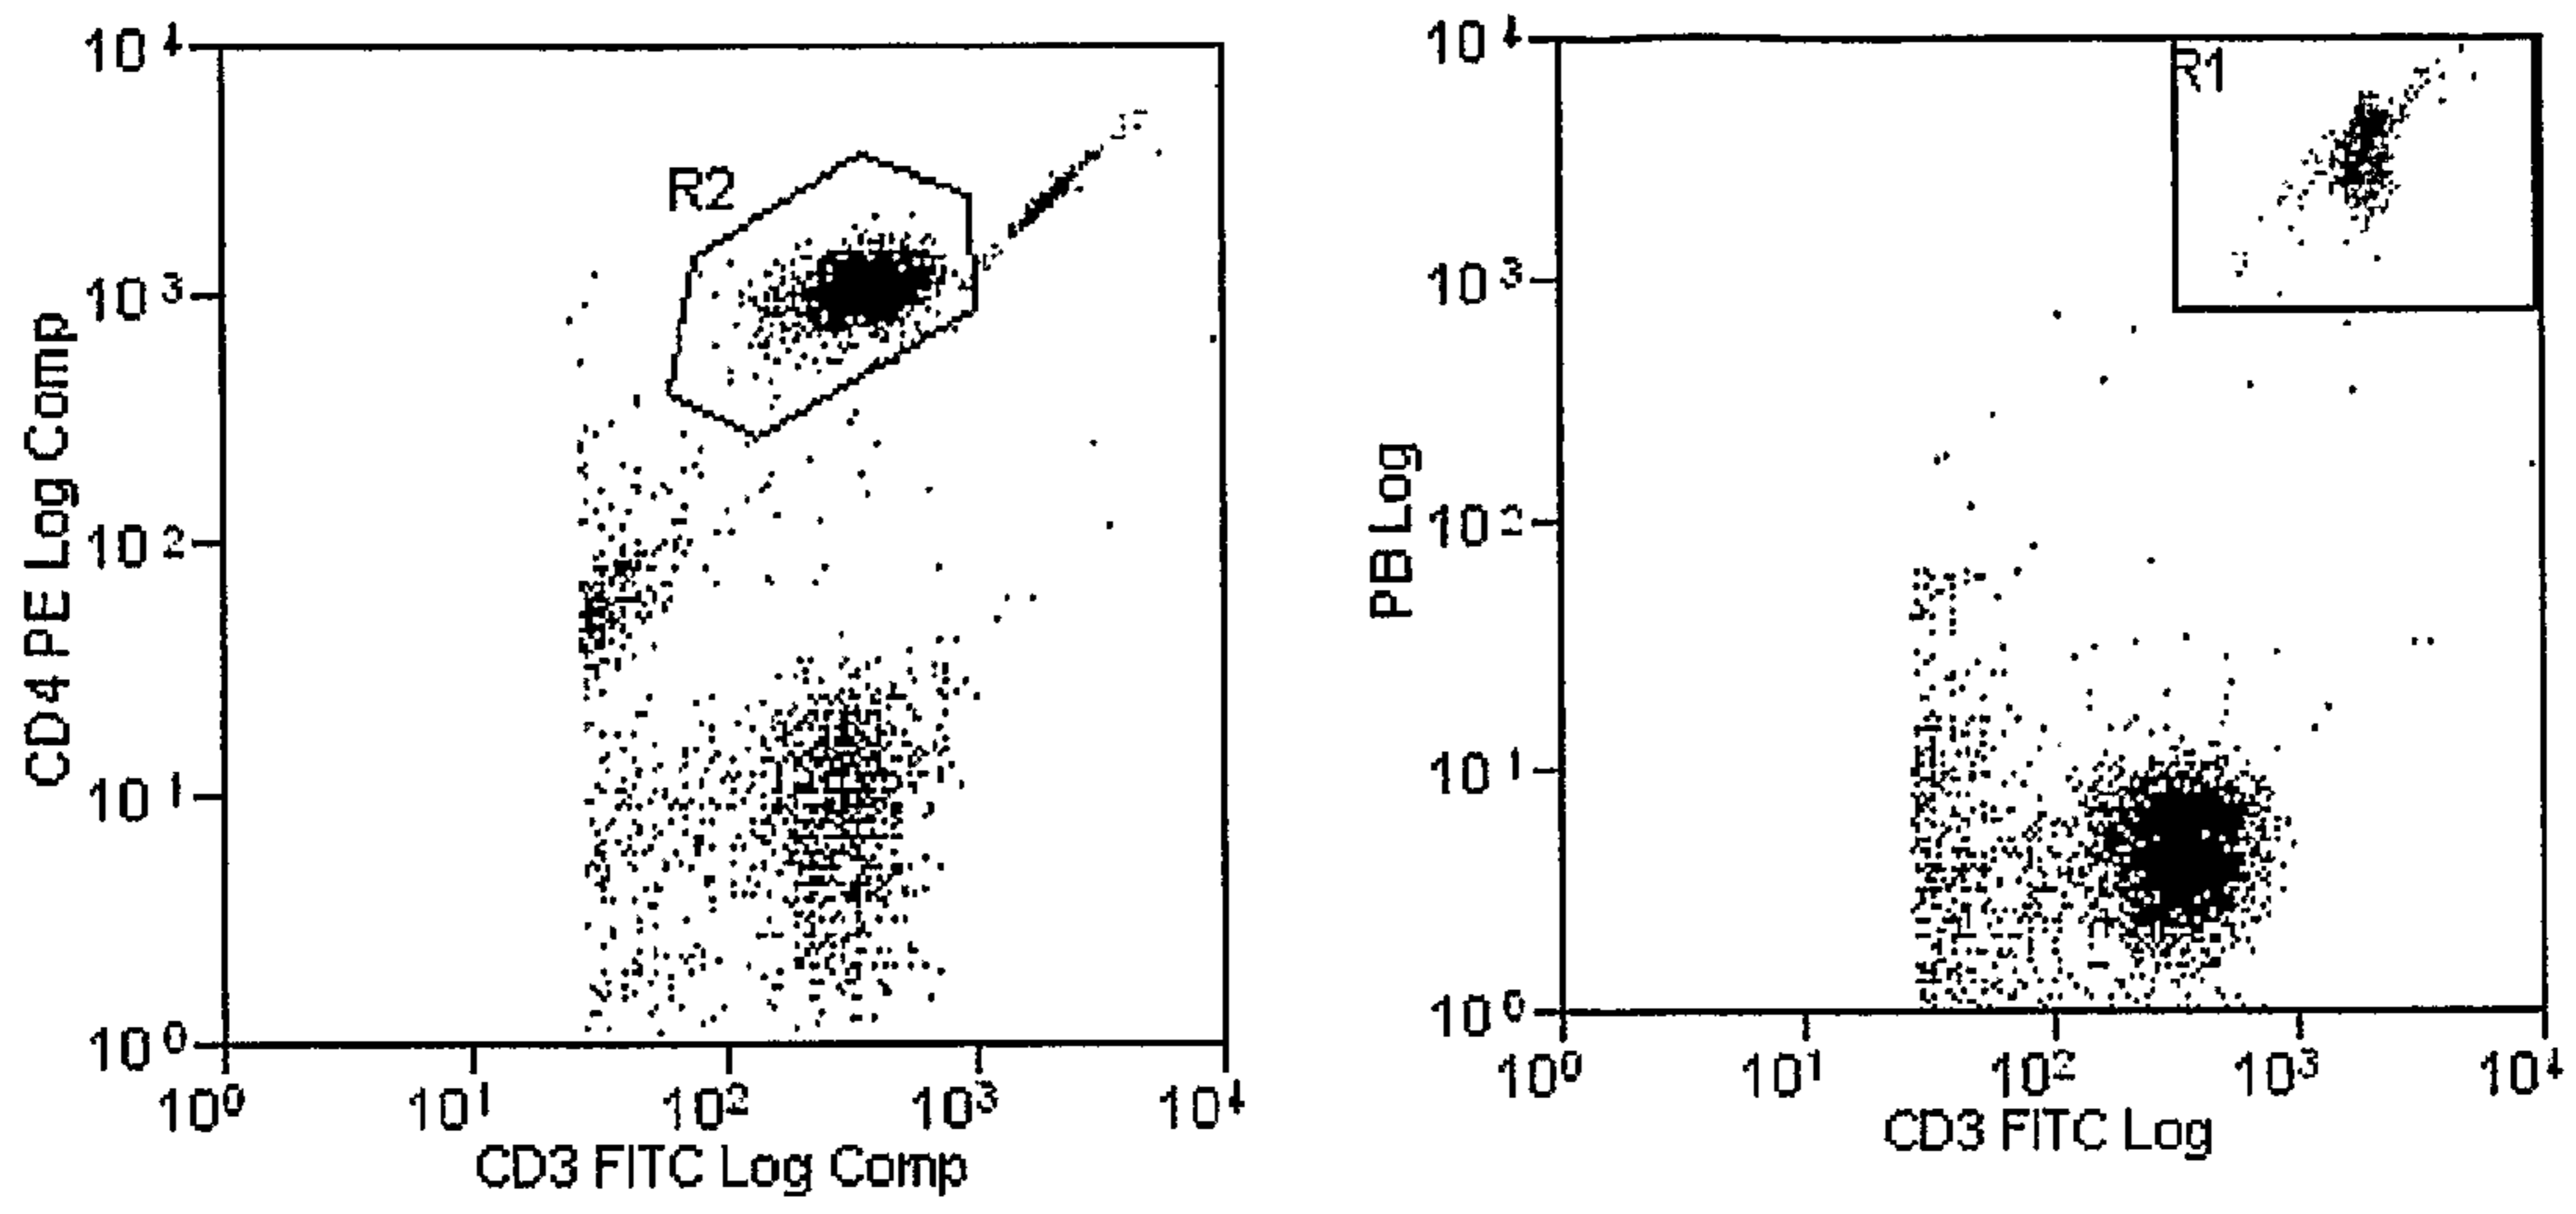 10⁴
R2
10³
10²
10¹
10⁰
CD4 PE Log Comp
10⁰ 10¹ 10² 10³ 10⁴
CD3 FITC Log Comp
10⁴
R1
10³
10²
10¹
10⁰
PB Log
10⁰ 10¹ 10² 10³ 10⁴
CD3 FITC Log